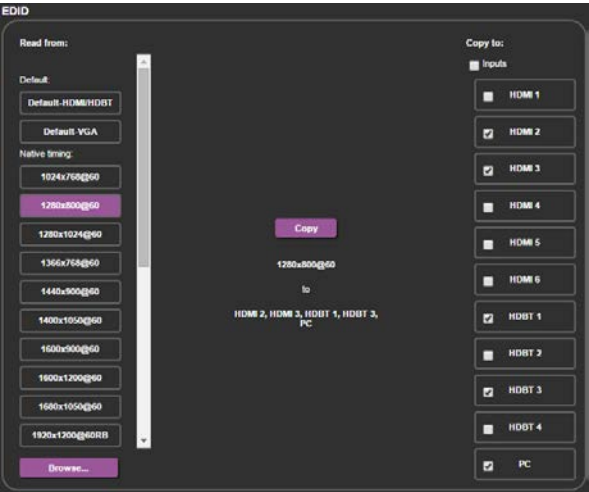 EDID
Read from:
Default:
Default-HDMI/HDBT
Default-VGA
Native timing:
1024x768@60
1280x800@60
1280x1024@60
1366x768@60
1440x900@60
1400x1050@60
1600x900@60
1600x1200@60
1680x1050@60
1920x1200@60RB
Browse...
Copy
1280x800@60
to
HDMI 2, HDMI 3, HDBT 1, HDBT 3,
PC
Copy to:
Inputs
HDMI 1
HDMI 2
HDMI 3
HDMI 4
HDMI 5
HDMI 6
HDBT 1
HDBT 2
HDBT 3
HDBT 4
PC